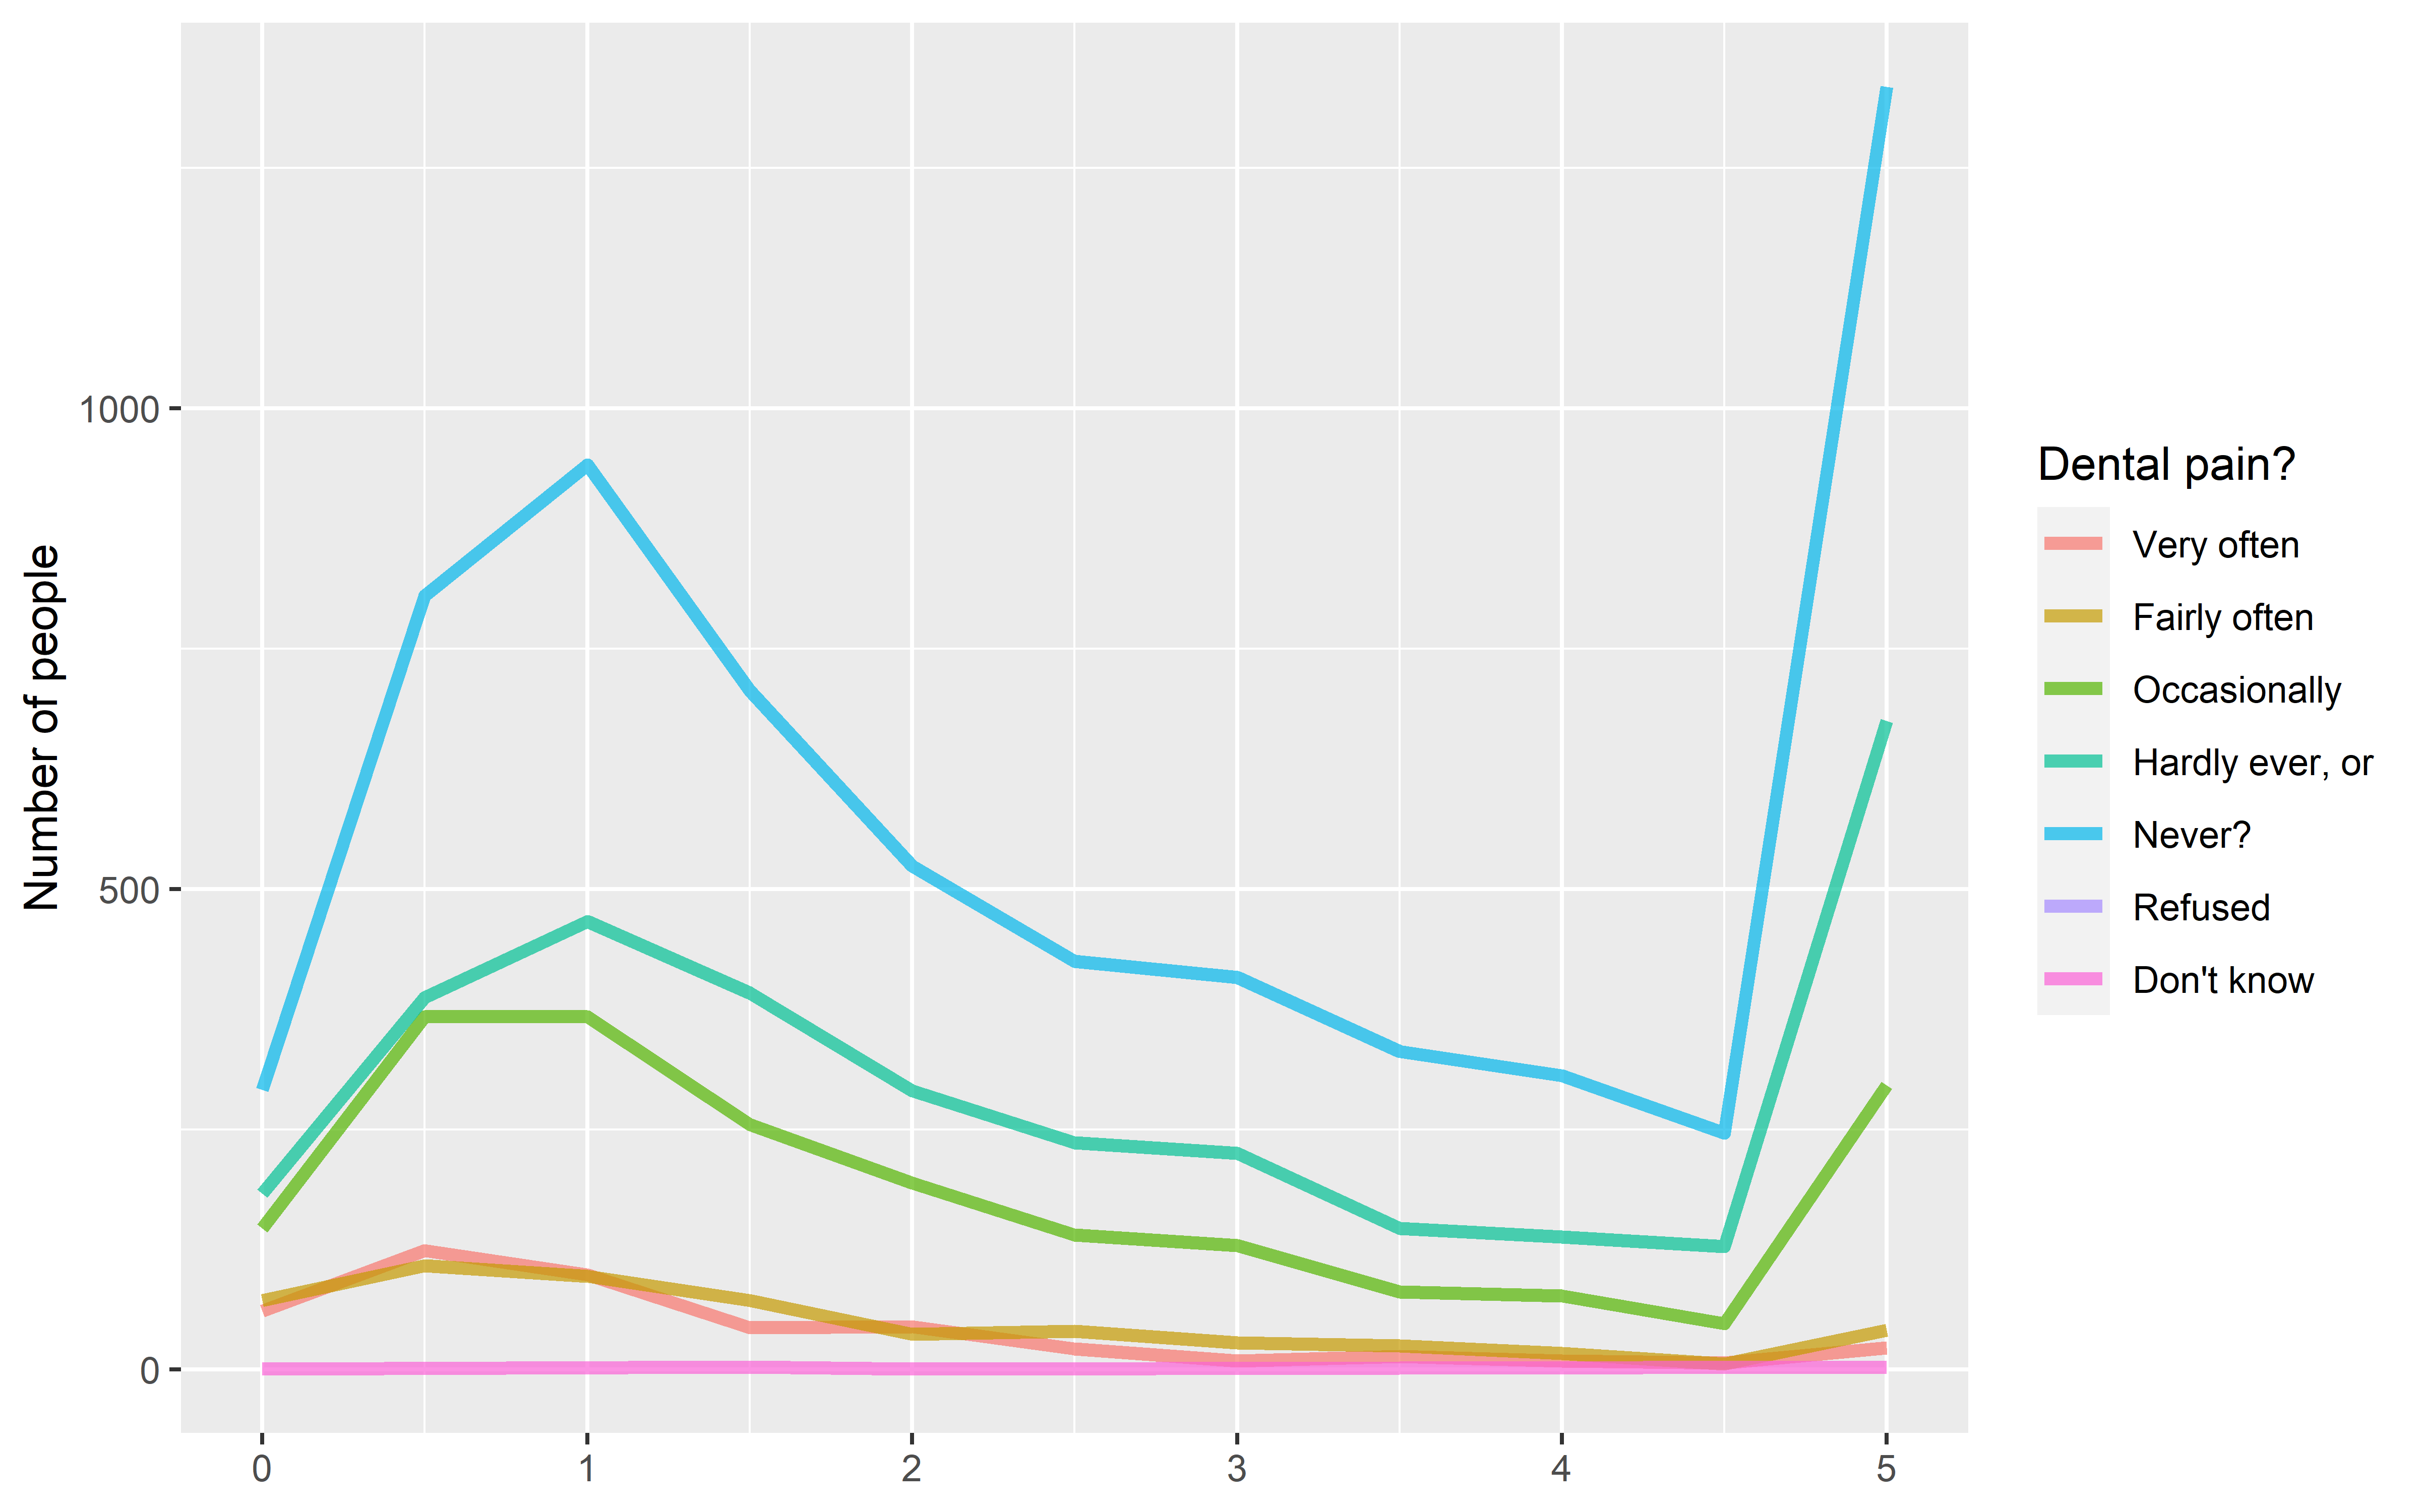 Number of people
1000
500
0
0 1 2 3 4 5
Dental pain?
Very often
Fairly often
Occasionally
Hardly ever, or
Never?
Refused
Don't know